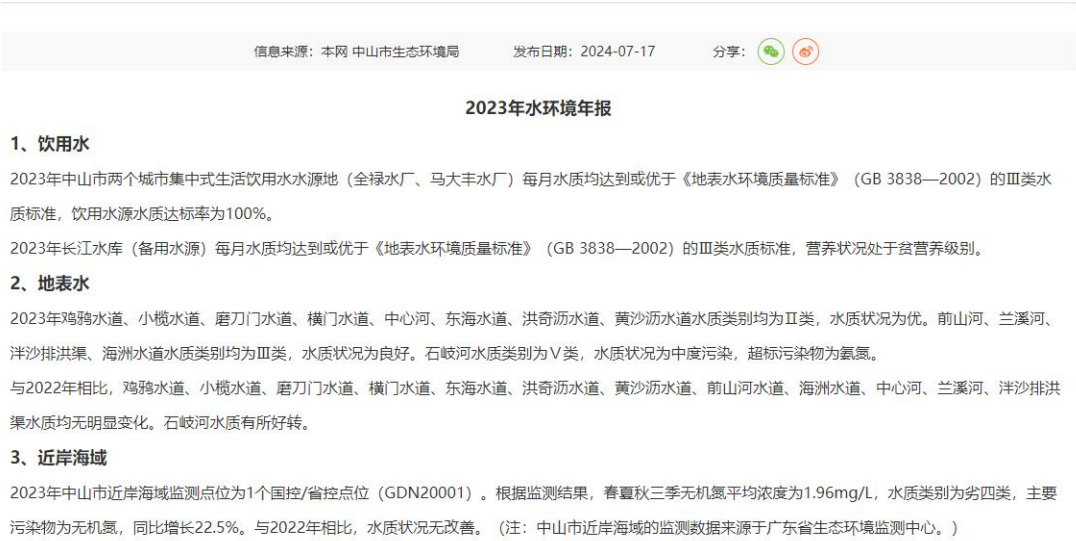 信息来源：本网 中山市生态环境局 发布日期：2024-07-17 分享：
2023年水环境年报
1、饮用水
2023年中山市两个城市集中式生活饮用水水源地（全禄水厂、马大丰水厂）每月水质均达到或优于《地表水环境质量标准》（GB 3838—2002）的Ⅲ类水
质标准，饮用水源水质达标率为100%。
2023年长江水库（备用水源）每月水质均达到或优于《地表水环境质量标准》（GB 3838—2002）的Ⅲ类水质标准，营养状况处于贫营养级别。
2、地表水
2023年鸡鸦水道、小榄水道、磨刀门水道、横门水道、中心河、东海水道、洪奇沥水道、黄沙沥水道水质类别均为Ⅱ类，水质状况为优。前山河、兰溪河、
泮沙排洪渠、海洲水道水质类别均为Ⅲ类，水质状况为良好。石岐河水质类别为Ⅴ类，水质状况为中度污染，超标污染物为氨氮。
与2022年相比，鸡鸦水道、小榄水道、磨刀门水道、横门水道、东海水道、洪奇沥水道、黄沙沥水道、前山河水道、海洲水道、中心河、兰溪河、泮沙排洪
渠水质均无明显变化。石岐河水质有所好转。
3、近岸海域
2023年中山市近岸海域监测点位为1个国控/省控点位（GDN20001）。根据监测结果，春夏秋三季无机氮平均浓度为1.96mg/L，水质类别为劣四类，主要
污染物为无机氮，同比增长22.5%。与2022年相比，水质状况无改善。（注：中山市近岸海域的监测数据来源于广东省生态环境监测中心。）